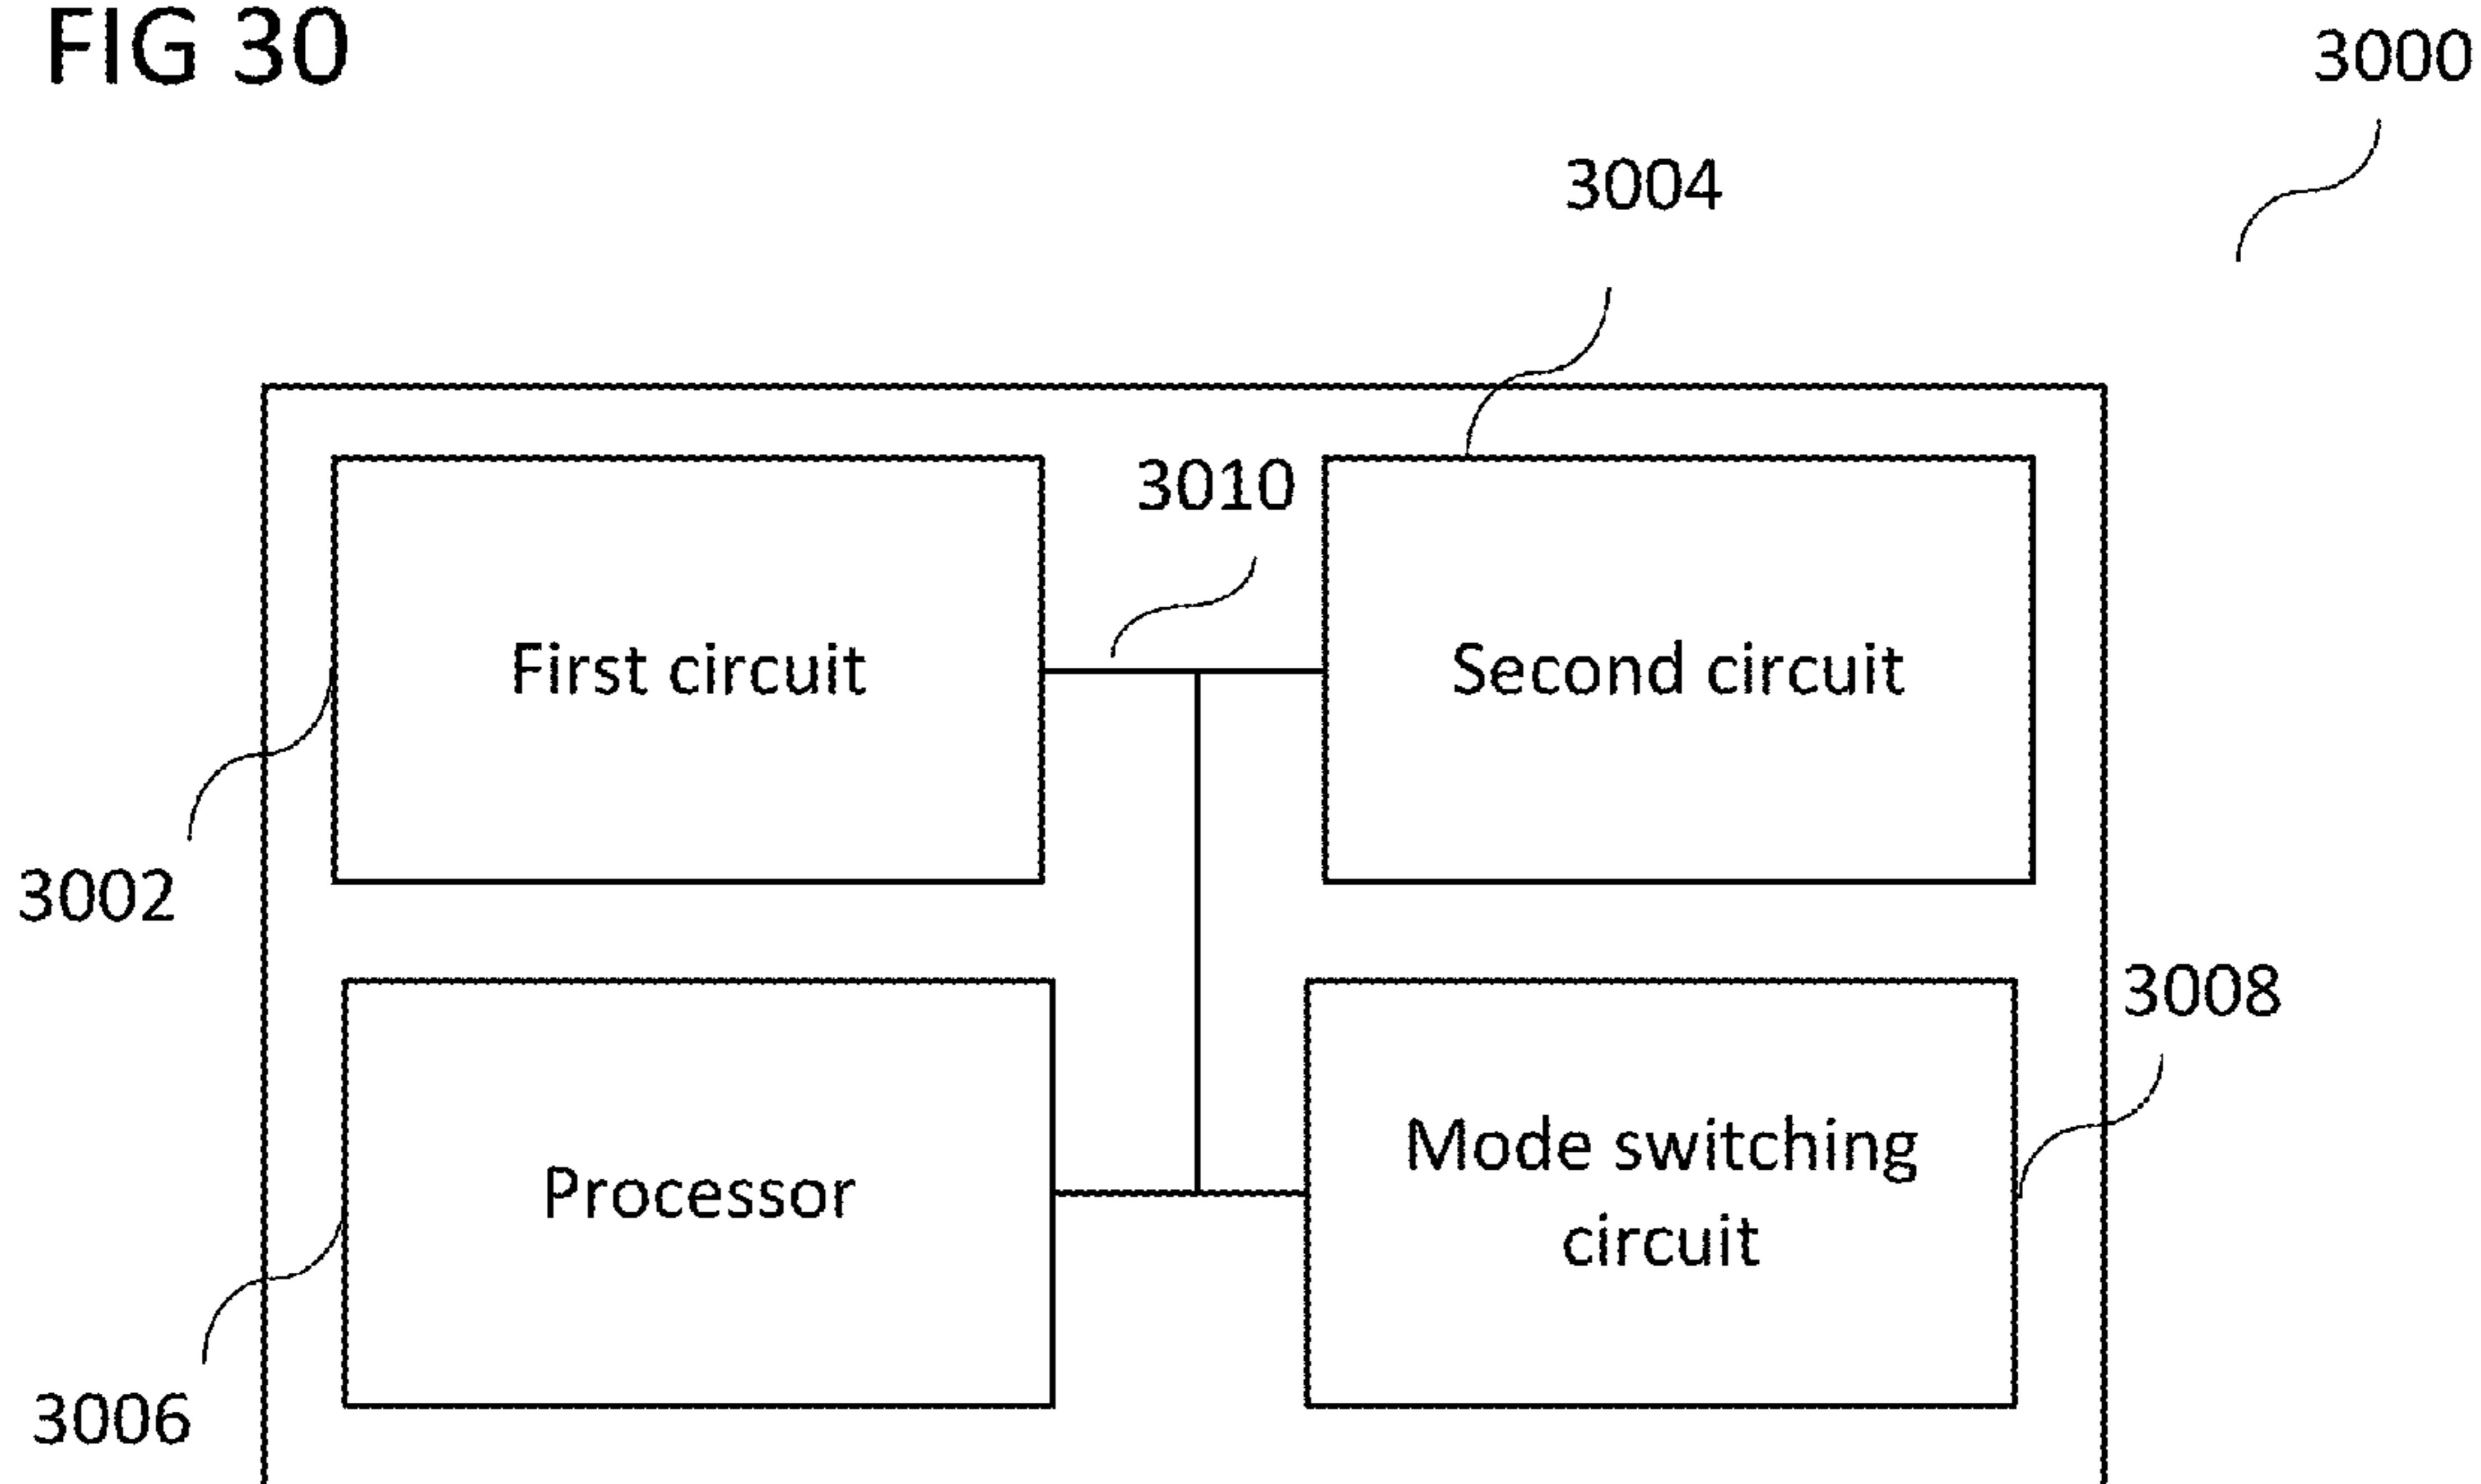 FIG 30
3000
3004
3010
First circuit
Second circuit
3002
3008
Processor
Mode switching
circuit
3006